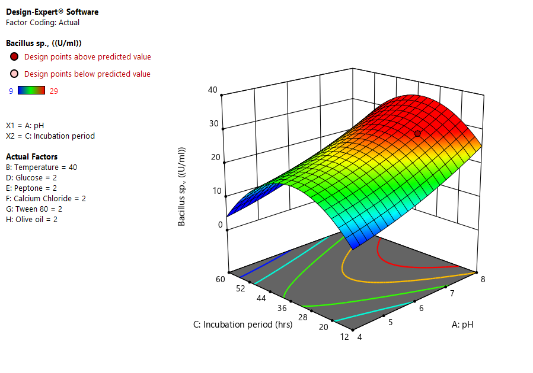 Design-Expert® Software
Factor Coding: Actual
Bacillus sp., ((U/ml))
Design points above predicted value
Design points below predicted value
9 29
X1 = A: pH
X2 = C: Incubation period
Actual Factors
B: Temperature = 40
D: Glucose = 2
E: Peptone = 2
F: Calcium Chloride = 2
G: Tween 80 = 2
H: Olive oil = 2
Bacillus sp., ((U/ml))
40
30
20
10
0
60
52
44
36
28
20
12
C: Incubation period (hrs)
4
5
6
7
8
A: pH